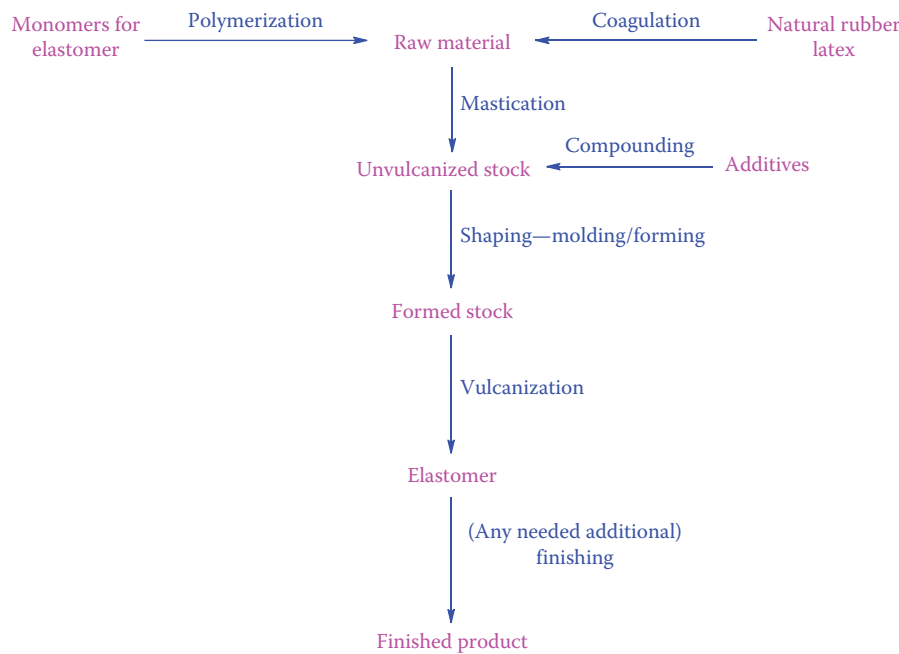 Monomers for
elastomer
Polymerization
Raw material
Coagulation
Natural rubber
latex
Mastication
Unvulcanized stock
Compounding
Additives
Shaping—molding/forming
Formed stock
Vulcanization
Elastomer
(Any needed additional)
finishing
Finished product